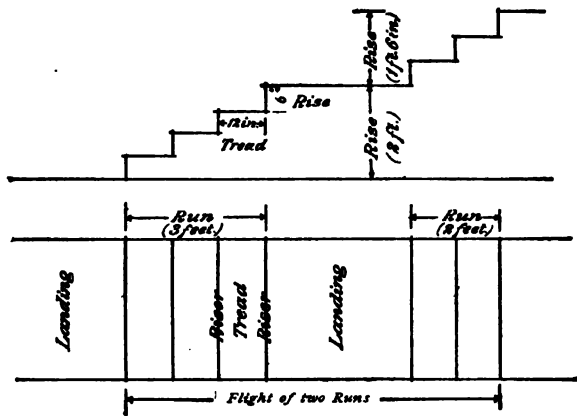 Rise
(1ft.6in.)
6
Rise
12in.
Tread
Rise
(2ft.)
Run
(3feet.)
Run
(2feet.)
Landing
Riser
Tread
Riser
Landing
Flight of two Runs